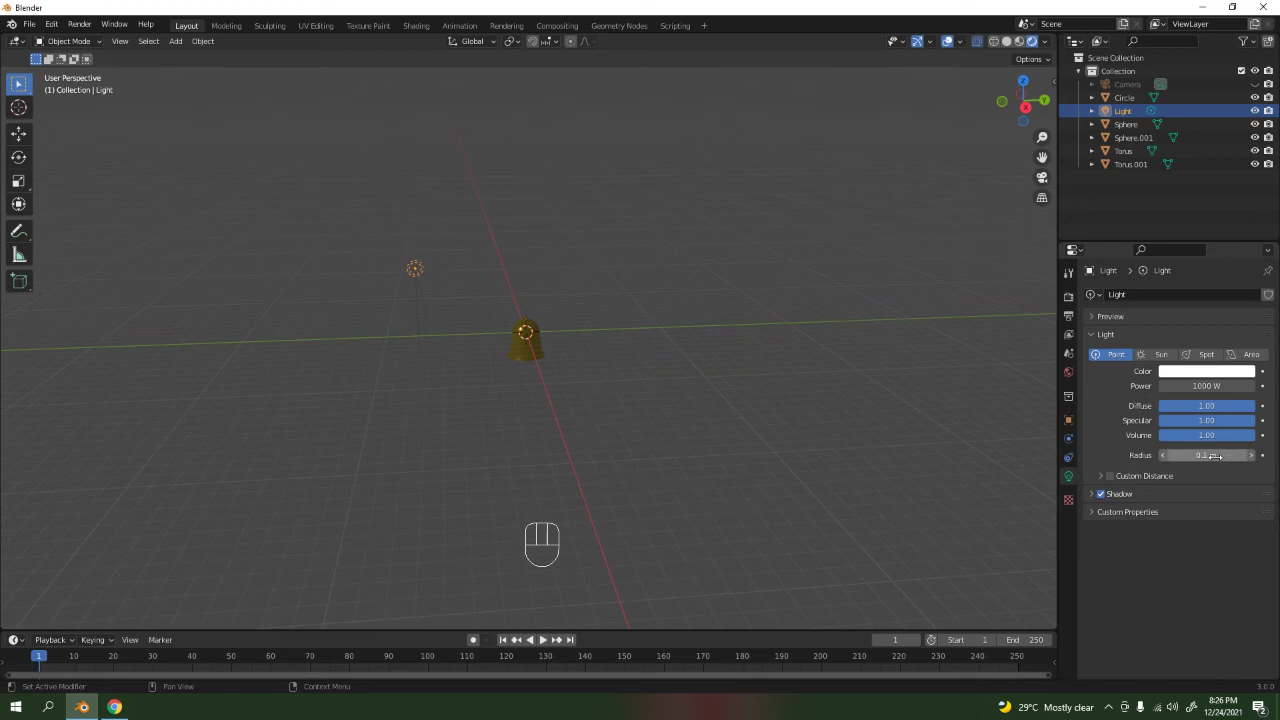 Blender
File Edit Render Window Help
Layout Modeling Sculpting UV Editing Texture Paint Shading Animation Rendering Compositing Geometry Nodes Scripting +
Scene
ViewLayer
Object Mode View Select Add Object
Global
Options
User Perspective
(1) Collection | Light
Z
Y
X
Scene Collection
Collection
Camera
Circle
Light
Sphere
Sphere.001
Torus
Torus.001
Light
Light
Light
Preview
Light
Point Sun Spot Area
Color
Power 1000 W
Diffuse 1.00
Specular 1.00
Volume 1.00
Radius 0.1
Custom Distance
Shadow
Custom Properties
Playback Keying View Marker
1 Start 1 End 250
1 10 20 30 40 50 60 70 80 90 100 110 120 130 140 150 160 170 180 190 200 210 220 230 240 250
Set Active Modifier Pan View Context Menu 3.0.0
29°C Mostly clear
8:26 PM
12/24/2021
2